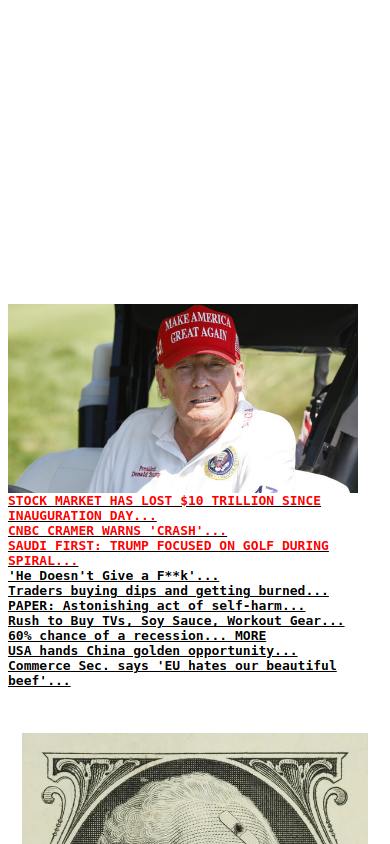 MAKE AMERICA
GREAT AGAIN
President
Donald Trump
STOCK MARKET HAS LOST $10 TRILLION SINCE
INAUGURATION DAY...
CNBC CRAMER WARNS 'CRASH'...
SAUDI FIRST: TRUMP FOCUSED ON GOLF DURING
SPIRAL...
'He Doesn't Give a F**k'...
Traders buying dips and getting burned...
PAPER: Astonishing act of self-harm...
Rush to Buy TVs, Soy Sauce, Workout Gear...
60% chance of a recession... MORE
USA hands China golden opportunity...
Commerce Sec. says 'EU hates our beautiful
beef'...